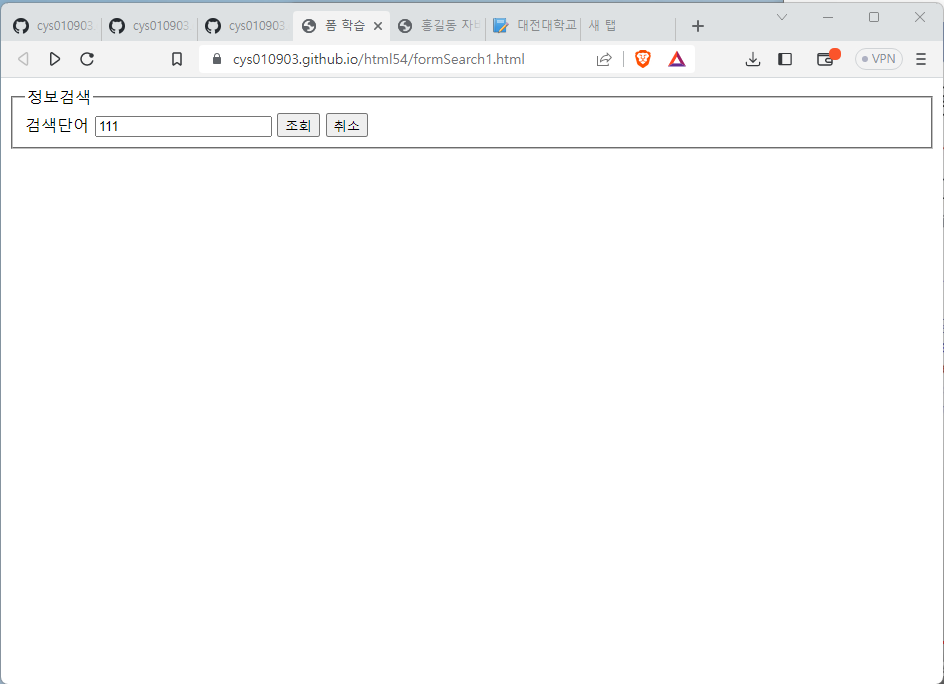 cys010903 cys010903 cys010903 폼 학습 홍길동 자 대전대학교 새 탭
cys010903.github.io/html54/formSearch1.html VPN
정보검색
검색단어 111 조회 취소